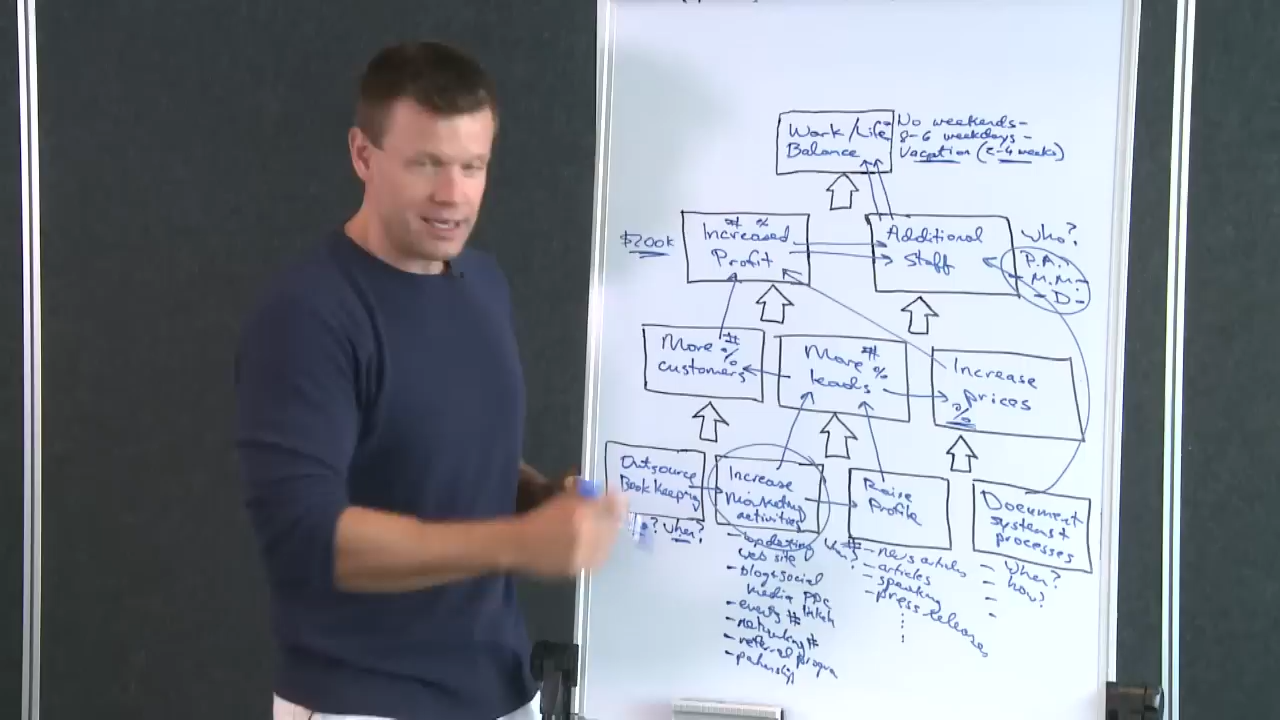 Work/Life
Balance
No weekends -
8-6 weekdays -
Vacation (2-4 weeks)
$200k
# %
Increased
Profit
Additional
Staff
Who?
P.A.
- M.M. -
- D -
More #
%
customers
More #
%
leads
Increase
prices
%
Outsource
Book Keeping
? when?
Increase
marketing
activities
Raise
Profile
Document
systems +
processes
- updating
web site
- blog + social
media PPC
- events #
- networking #
- referral program
- partership
#
- news articles
- articles
- speaking
- press releases
- when?
- how?
-
-